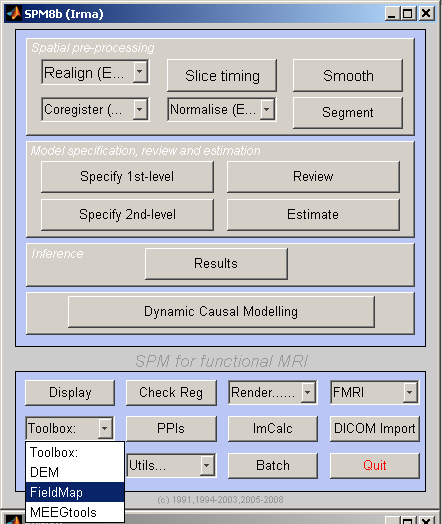 SPM8b (Irma)
Spatial pre-processing
Realign (E...
Slice timing
Smooth
Coregister (...
Normalise (E...
Segment
Model specification, review and estimation
Specify 1st-level
Review
Specify 2nd-level
Estimate
Inference
Results
Dynamic Causal Modelling
SPM for functional MRI
Display
Check Reg
Render......
FMRI
Toolbox:
PPIs
ImCalc
DICOM Import
Toolbox:
DEM
FieldMap
MEEGtools
Utils...
Batch
Quit
(c) 1991,1994-2003,2005-2008